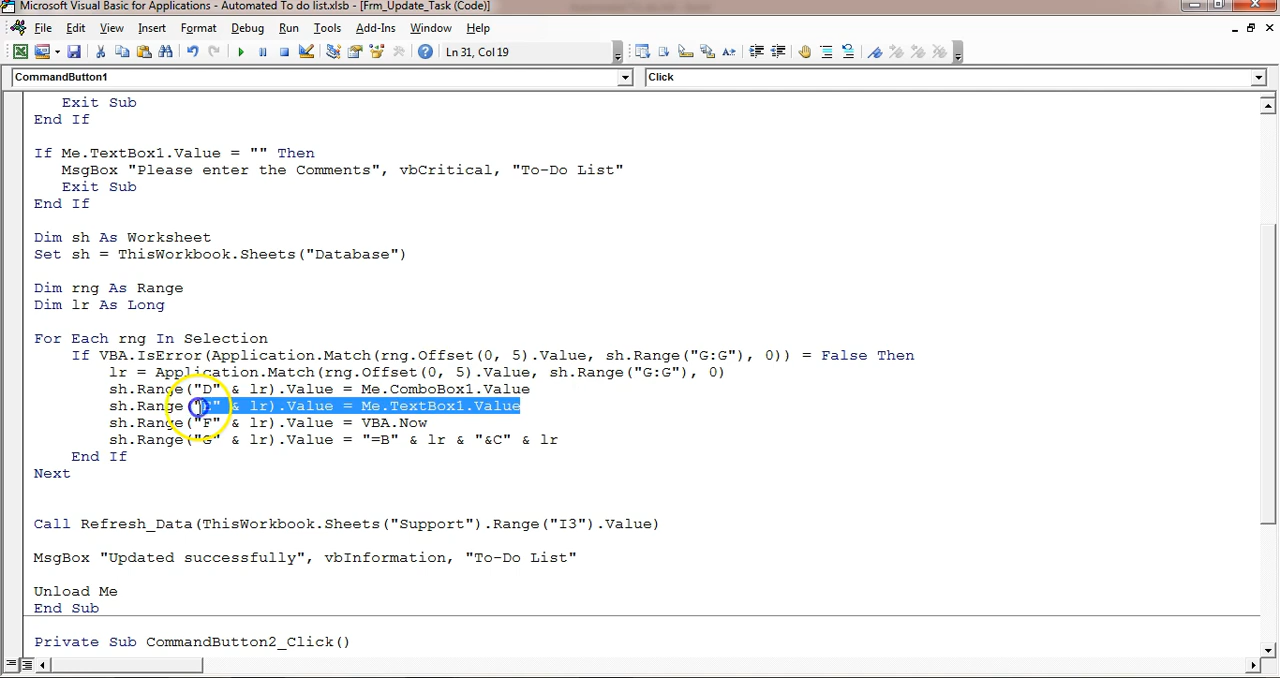 Microsoft Visual Basic for Applications - Automated To do list.xlsb - [Frm_Update_Task (Code)]
File Edit View Insert Format Debug Run Tools Add-Ins Window Help
Ln 31, Col 19
CommandButton1 Click
Exit Sub
End If
If Me.TextBox1.Value = "" Then
MsgBox "Please enter the Comments", vbCritical, "To-Do List"
Exit Sub
End If
Dim sh As Worksheet
Set sh = ThisWorkbook.Sheets("Database")
Dim rng As Range
Dim lr As Long
For Each rng In Selection
If VBA.IsError(Application.Match(rng.Offset(0, 5).Value, sh.Range("G:G"), 0)) = False Then
lr = Application.Match(rng.Offset(0, 5).Value, sh.Range("G:G"), 0)
sh.Range("D" & lr).Value = Me.ComboBox1.Value
sh.Range & lr).Value = Me.TextBox1.Value
sh.Range("F" & lr).Value = VBA.Now
sh.Range("G" & lr).Value = "=B" & lr & "&C" & lr
End If
Next
Call Refresh_Data(ThisWorkbook.Sheets("Support").Range("I3").Value)
MsgBox "Updated successfully", vbInformation, "To-Do List"
Unload Me
End Sub
Private Sub CommandButton2_Click()